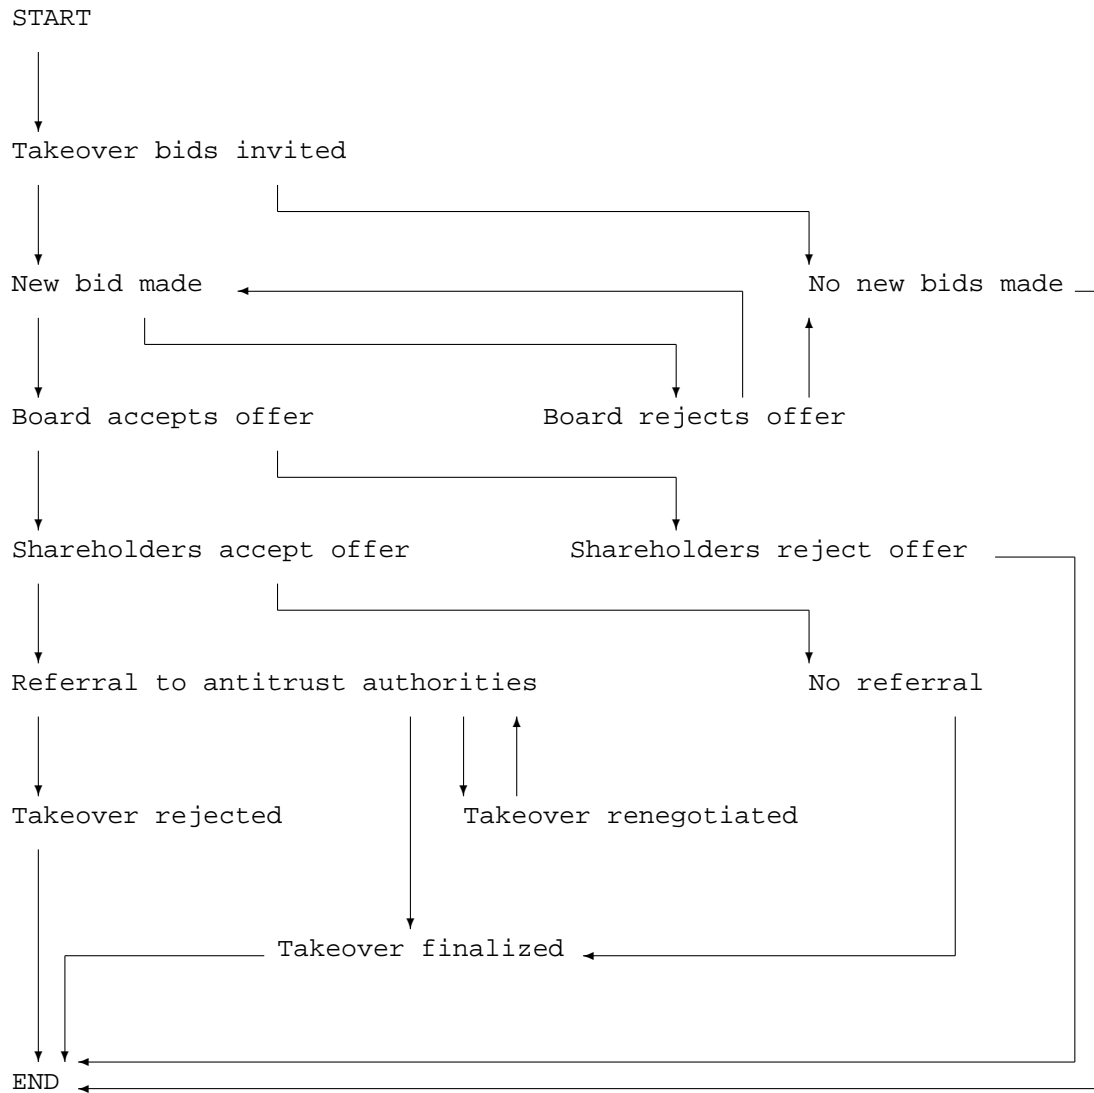 START
Takeover bids invited
New bid made
No new bids made
Board accepts offer
Board rejects offer
Shareholders accept offer
Shareholders reject offer
Referral to antitrust authorities
No referral
Takeover rejected
Takeover renegotiated
Takeover finalized
END